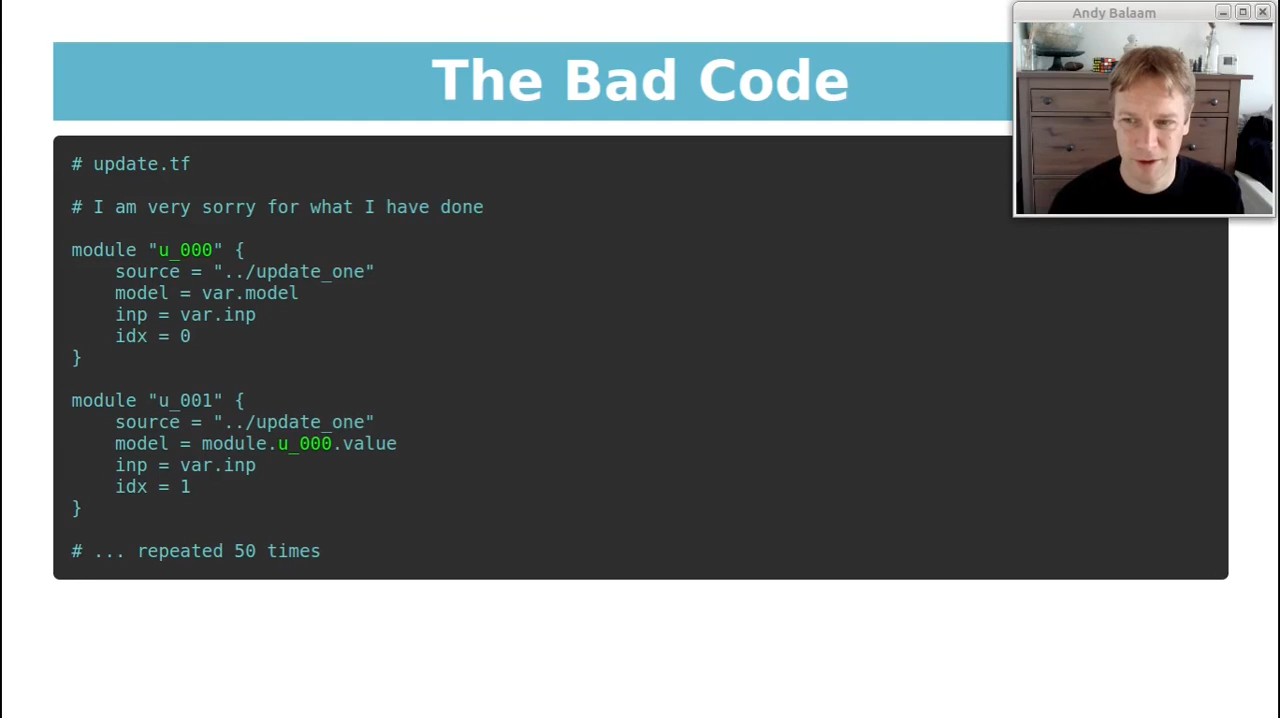 The Bad Code
Andy Balaam
# update.tf
# I am very sorry for what I have done
module "u_000" {
source = "../update_one"
model = var.model
inp = var.inp
idx = 0
}
module "u_001" {
source = "../update_one"
model = module.u_000.value
inp = var.inp
idx = 1
}
# ... repeated 50 times